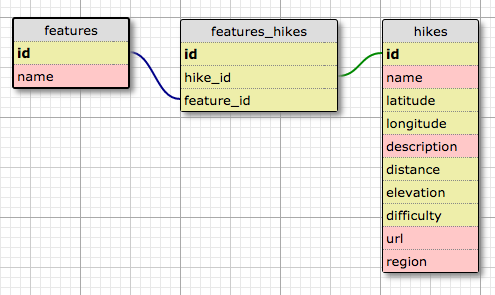 features
id
name
features_hikes
id
hike_id
feature_id
hikes
id
name
latitude
longitude
description
distance
elevation
difficulty
url
region